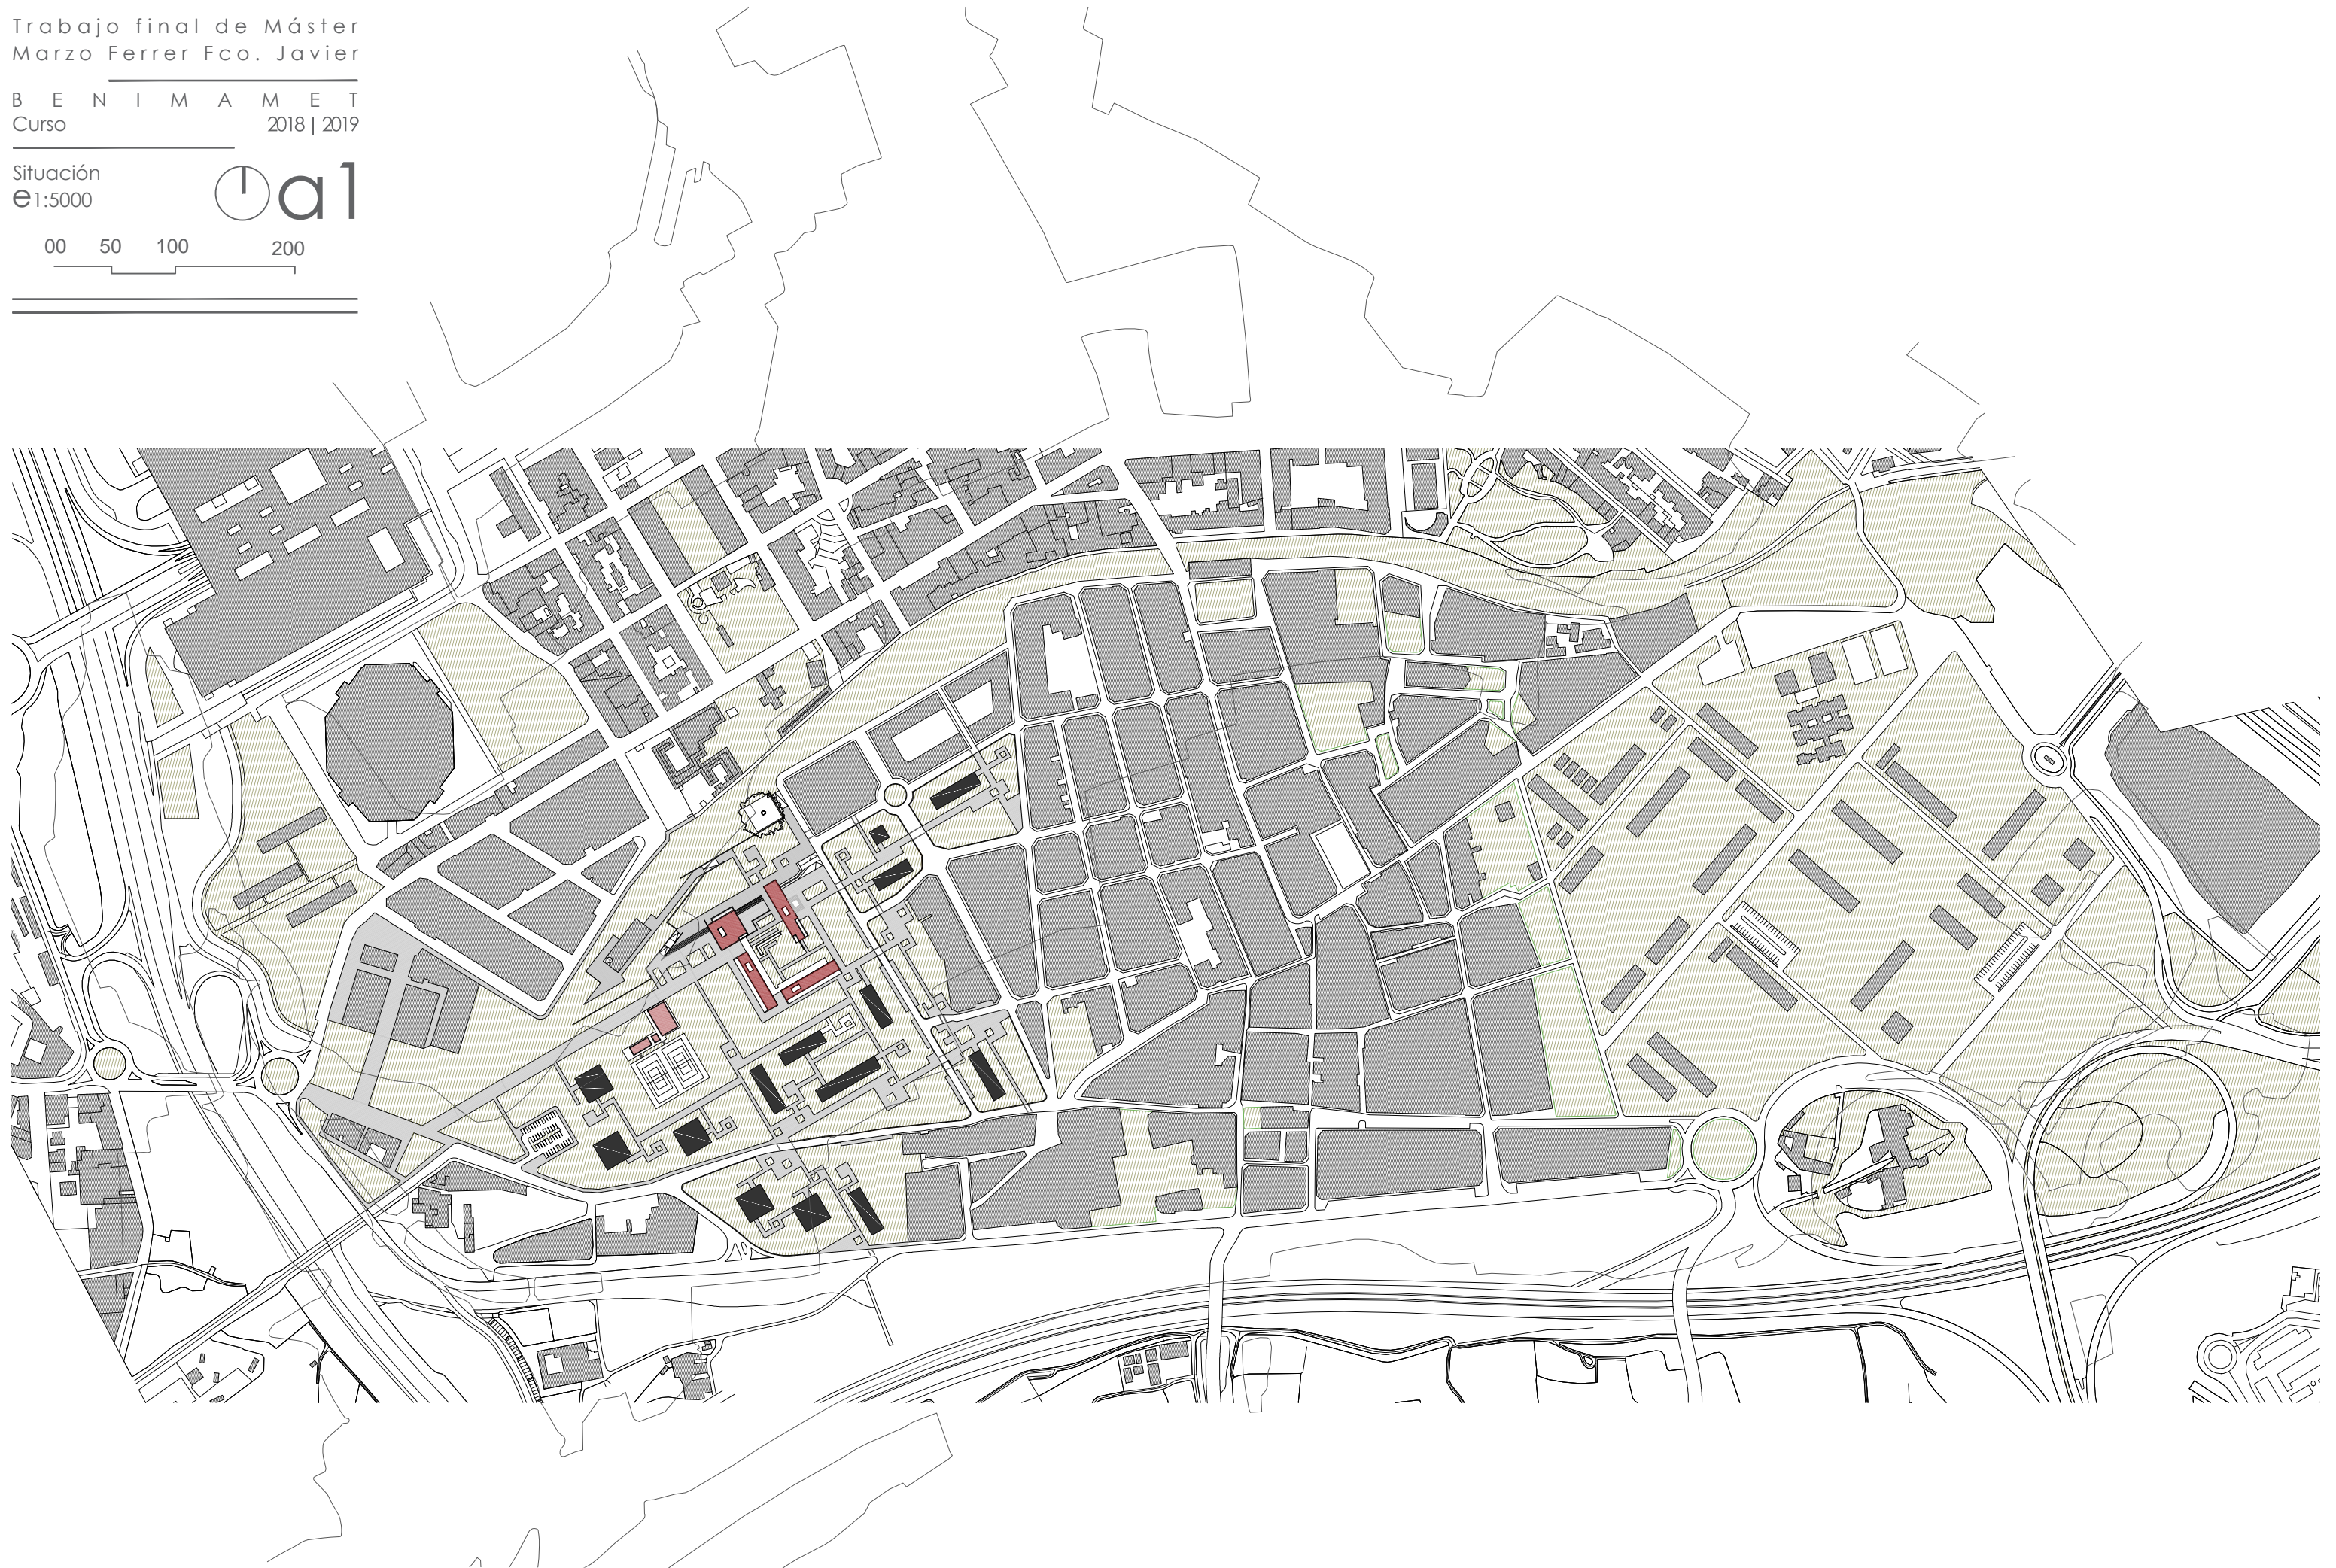 Trabajo final de Máster
Marzo Ferrer Fco. Javier
BENIMAMET
Curso 2018 | 2019
Situación
e1:5000
a1
00 50 100 200